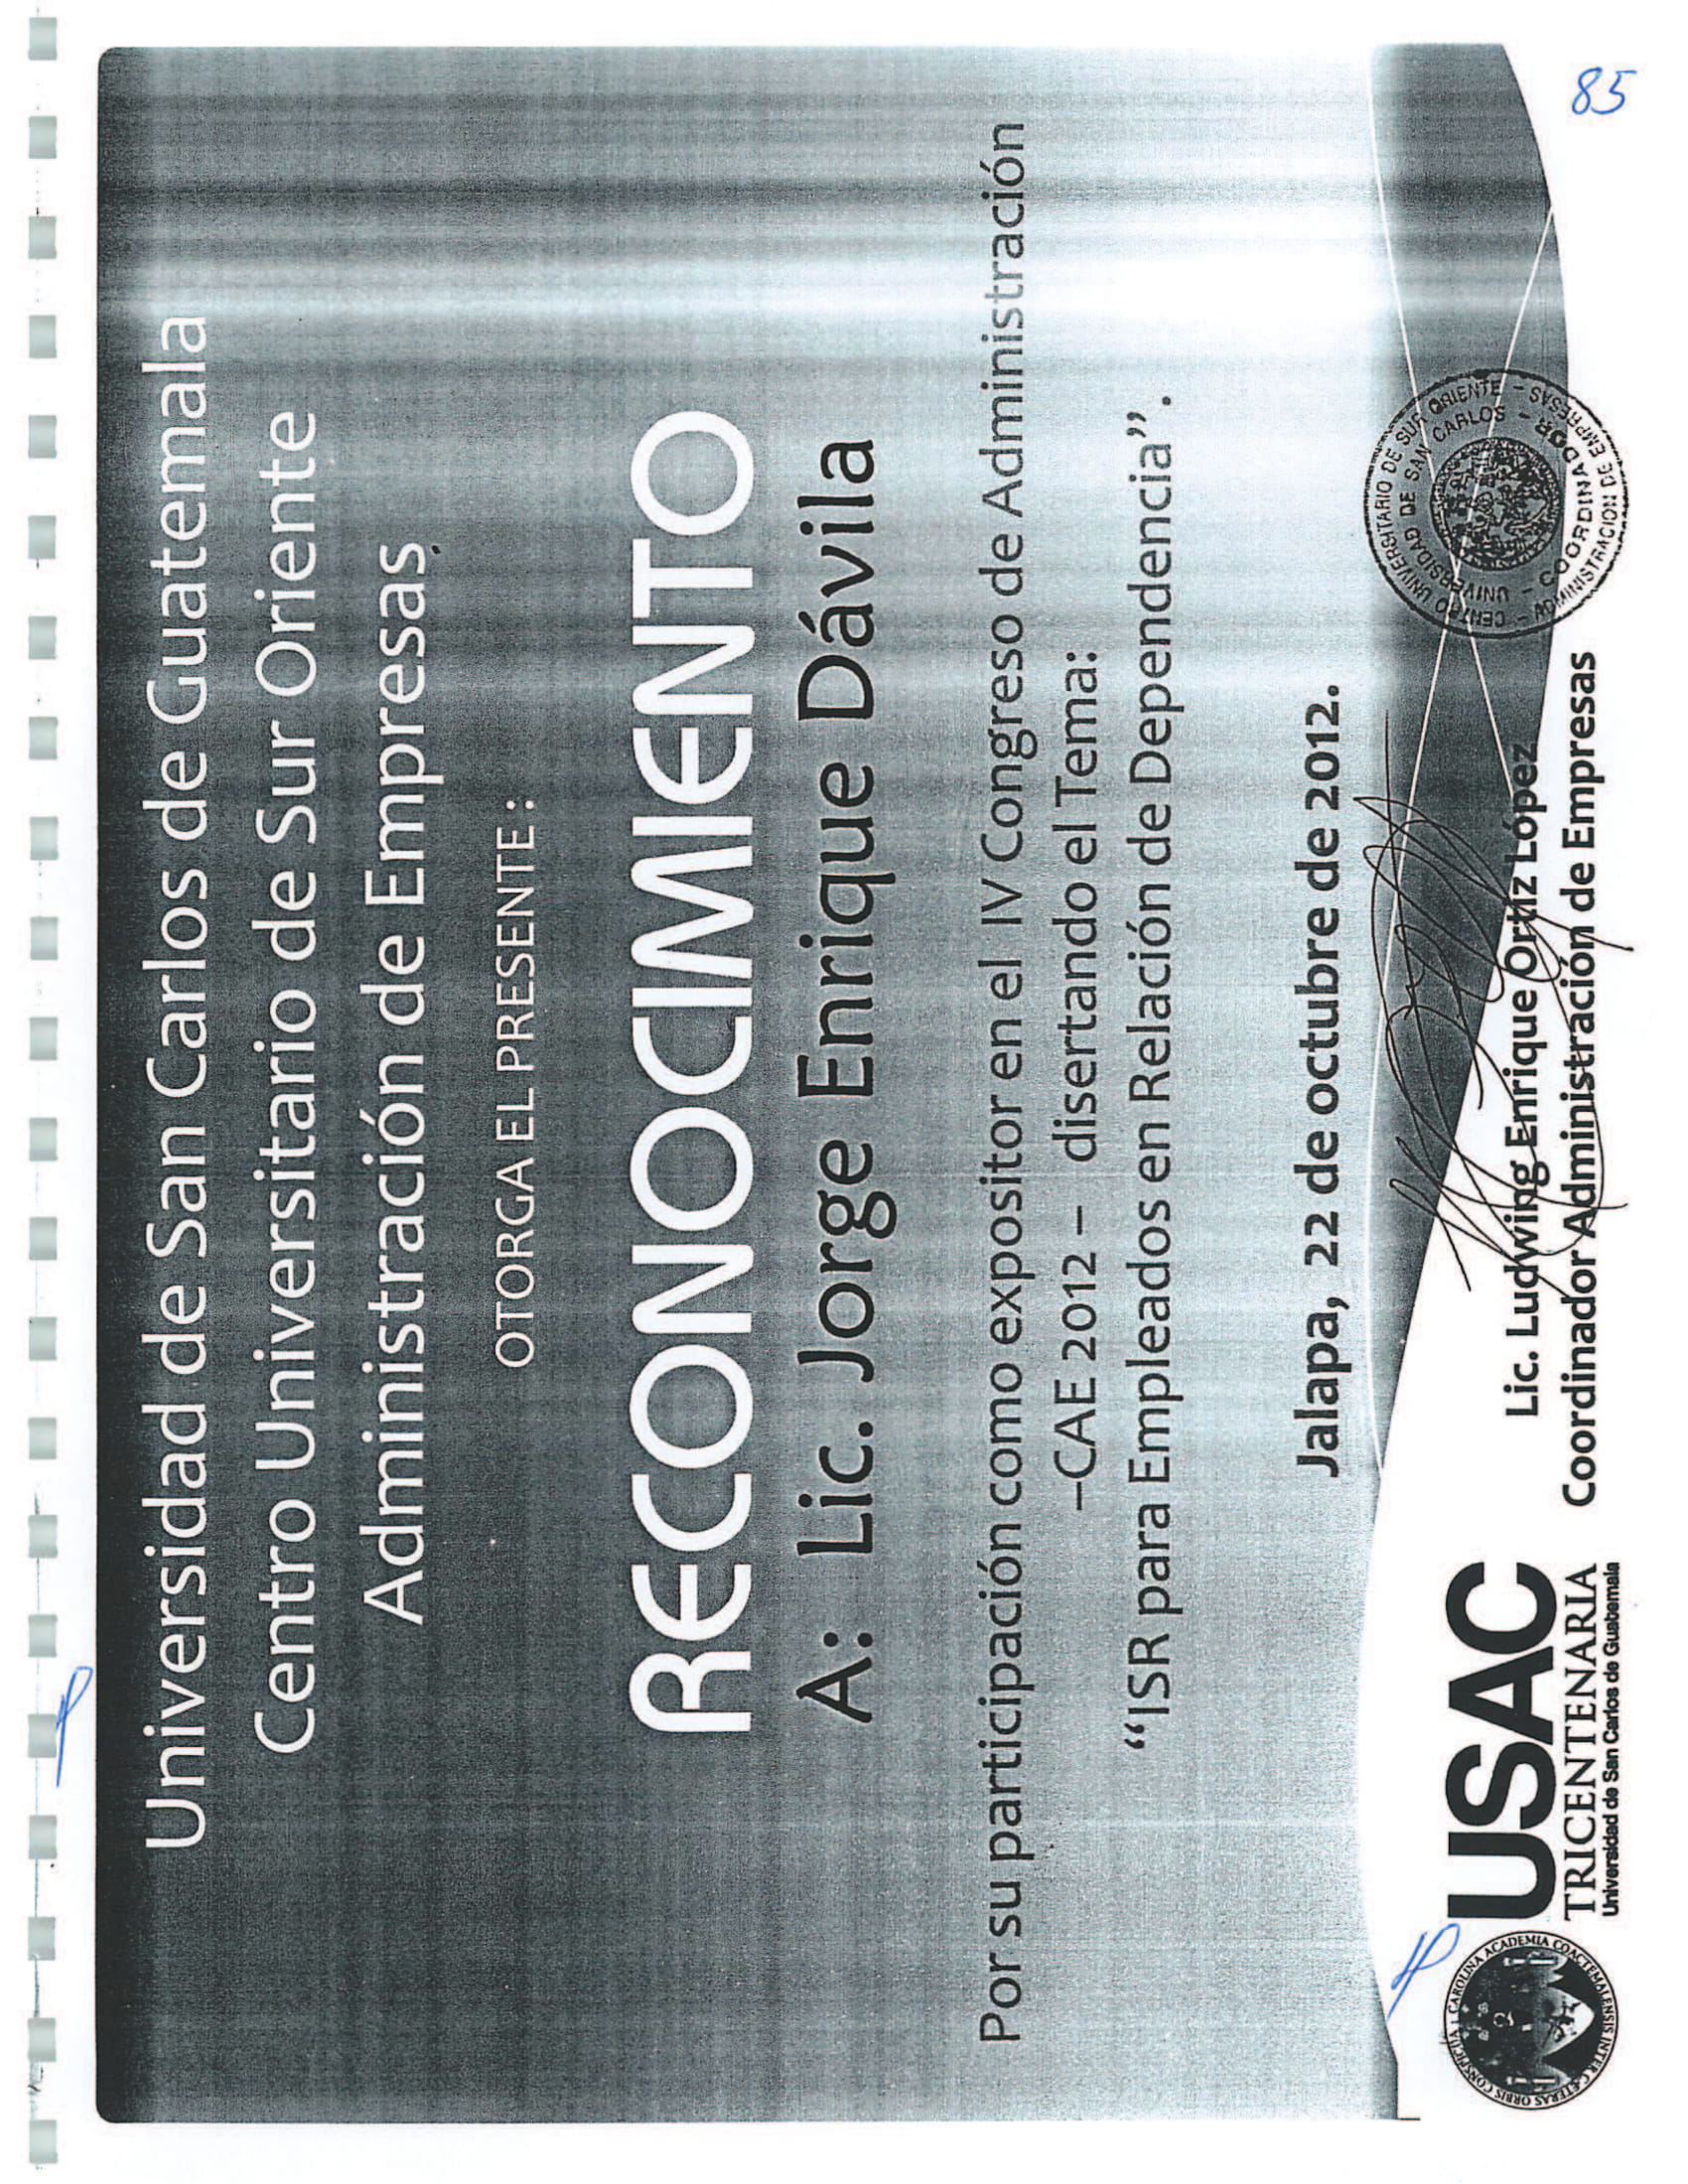 Universidad de San Carlos de Guatemala
Centro Universitario de Sur Oriente
Administración de Empresas
OTORGA EL PRESENTE :
RECONOCIMIENTO
A: Lic. Jorge Enrique Dávila
Por su participación como expositor en el IV Congreso de Administración
–CAE 2012 – disertando el Tema:
“ISR para Empleados en Relación de Dependencia”.
Jalapa, 22 de octubre de 2012.
Lic. Ludwing Enrique Ortiz López
Coordinador Administración de Empresas
CENTRO UNIVERSITARIO DE SUR ORIENTE –
UNIVERSIDAD DE SAN CARLOS –
– COORDINADOR –
– ADMINISTRACION DE EMPRESAS
USAC
TRICENTENARIA
Universidad de San Carlos de Guatemala
CAROLINA ACADEMIA COACTEMALENSIS INTER CAETERAS ORBIS CONSPICUA
85